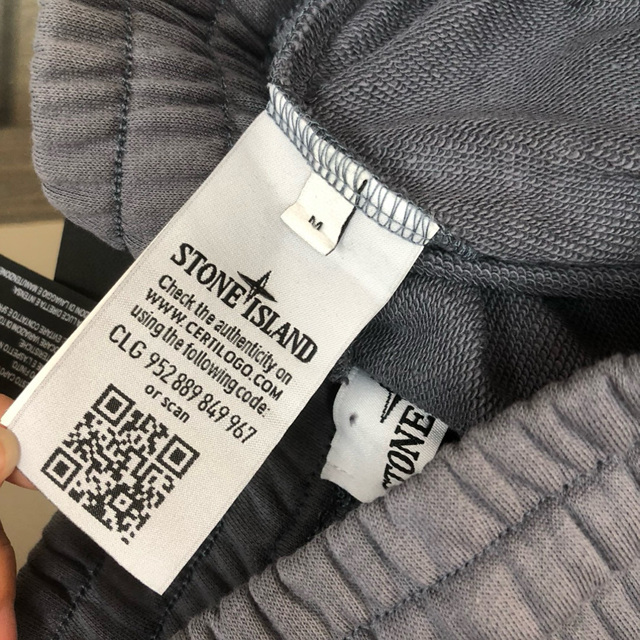 M
STONE ISLAND
Check the authenticity on
WWW.CERTILOGO.COM
using the following code:
CLG 952 889 849 967
or scan
STONE